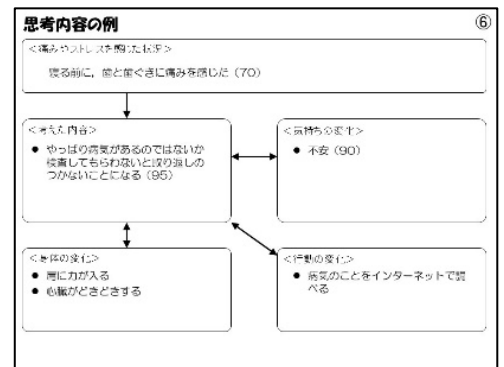 思考内容の例
⑥
＜痛みやストレスを感じた状況＞
寝る前に，歯と歯ぐきに痛みを感じた（70）
＜考えた内容＞
● やっぱり病気があるのではないか
検査してもらわないと取り返しの
つかないことになる（95）
＜気持ちの変化＞
● 不安（90）
＜身体の変化＞
● 肩に力が入る
● 心臓がどきどきする
＜行動の変化＞
● 病気のことをインターネットで調
べる